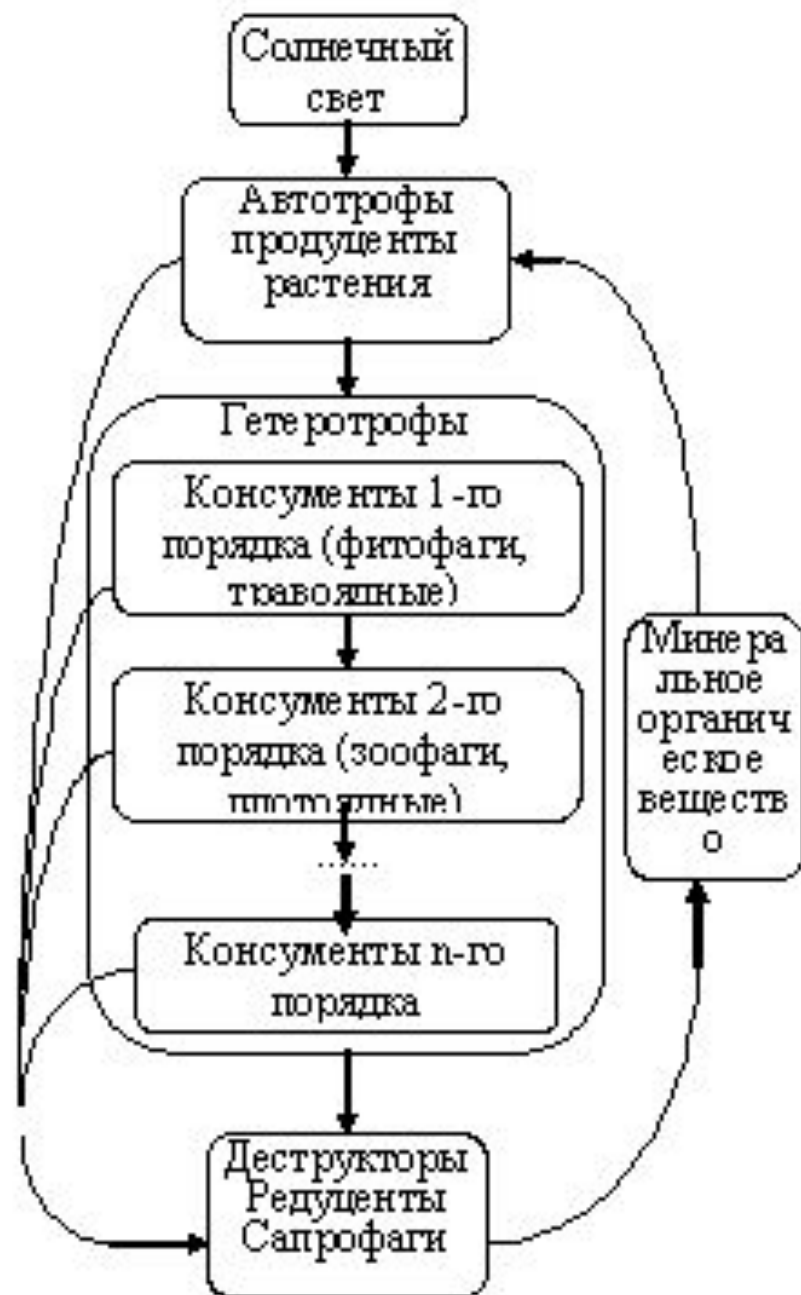 Солнечный
свет
Автотрофы
продуценты
растения
Гетеротрофы
Консументы 1-го
порядка (фитофаги,
травоядные)
Консументы 2-го
порядка (зоофаги,
плотоядные)
......
Консументы n-го
порядка
Минера
льное
органич
еское
веществ
о
Деструкторы
Редуценты
Сапрофаги